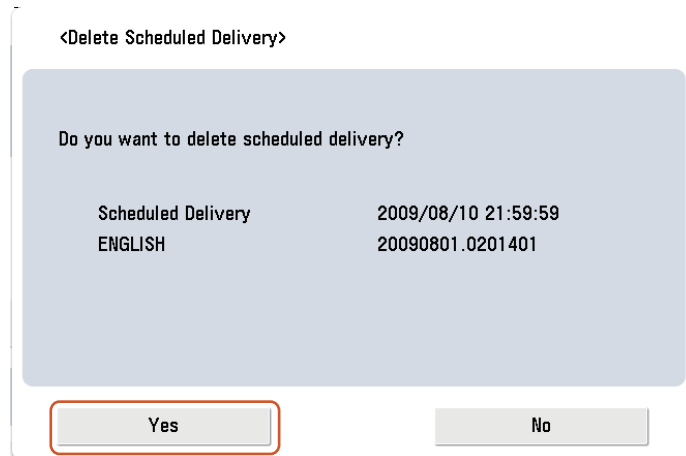 <Delete Scheduled Delivery>
Do you want to delete scheduled delivery?
Scheduled Delivery 2009/08/10 21:59:59
ENGLISH 20090801.0201401
Yes No